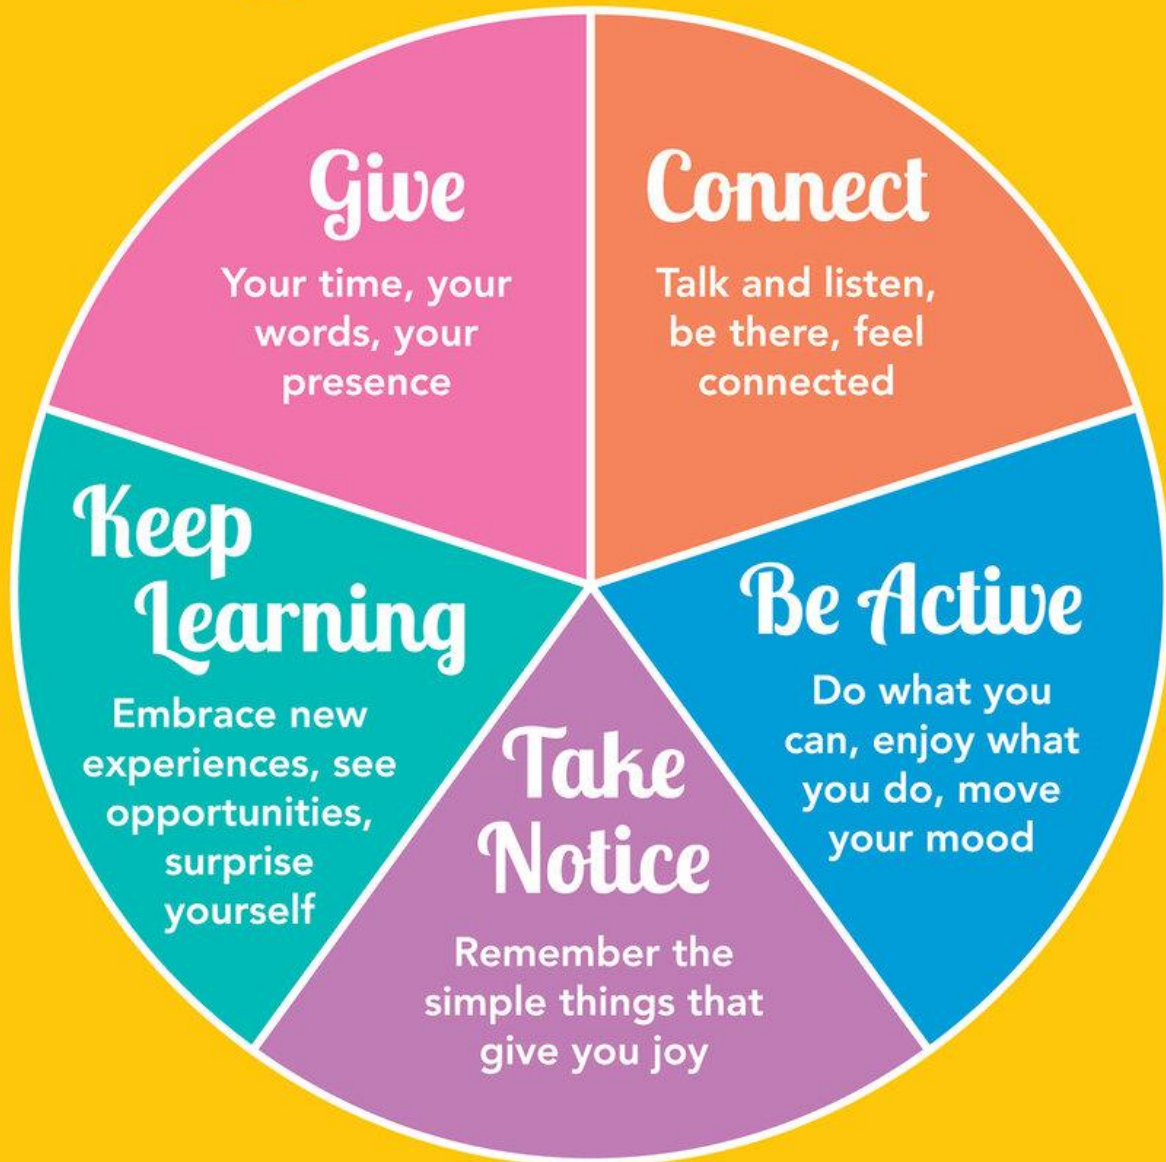 Give
Your time, your
words, your
presence
Connect
Talk and listen,
be there, feel
connected
Be Active
Do what you
can, enjoy what
you do, move
your mood
Take
Notice
Remember the
simple things that
give you joy
Keep
Learning
Embrace new
experiences, see
opportunities,
surprise
yourself